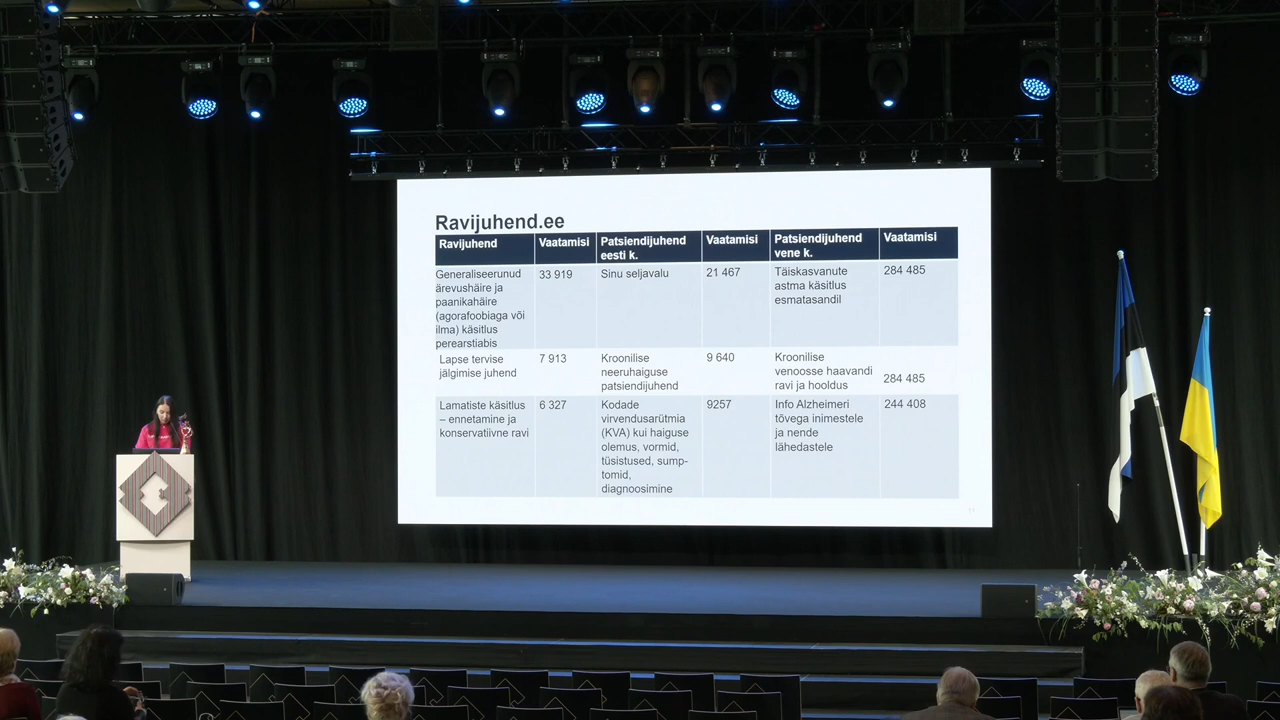 Ravijuhend.ee
Ravijuhend
Vaatamisi
Patsiendijuhend
eesti k.
Vaatamisi
Patsiendijuhend
vene k.
Vaatamisi
Generaliseerunud
ärevushäire ja
paanikahäire
(agorafoobiaga või
ilma) käsitlus
perearstiabis
33 919
Sinu seljavalu
21 467
Täiskasvanute
astma käsitlus
esmatasandil
284 485
Lapse tervise
jälgimise juhend
7 913
Kroonilise
neeruhaiguse
patsiendijuhend
9 640
Kroonilise
venoosse haavandi
ravi ja hooldus
284 485
Lamatiste käsitlus
– ennetamine ja
konservatiivne ravi
6 327
Kodade
virvendusarütmia
(KVA) kui haiguse
olemus, vormid,
tüsistused, sump-
tomid,
diagnoosimine
9257
Info Alzheimeri
tõvega inimestele
ja nende
lähedastele
244 408